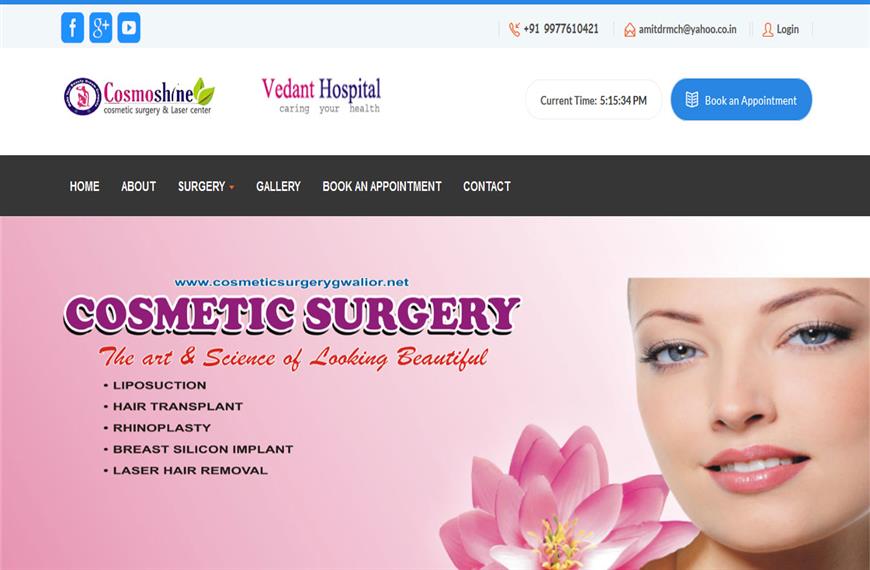 +91 9977610421
amitdrmch@yahoo.co.in
Login
Cosmoshine
cosmetic surgery & Laser center
Vedant Hospital
caring your health
Current Time: 5:15:34 PM
Book an Appointment
HOME
ABOUT
SURGERY
GALLERY
BOOK AN APPOINTMENT
CONTACT
www.cosmeticsurgerygwalior.net
COSMETIC SURGERY
The art & Science of Looking Beautiful
• LIPOSUCTION
• HAIR TRANSPLANT
• RHINOPLASTY
• BREAST SILICON IMPLANT
• LASER HAIR REMOVAL